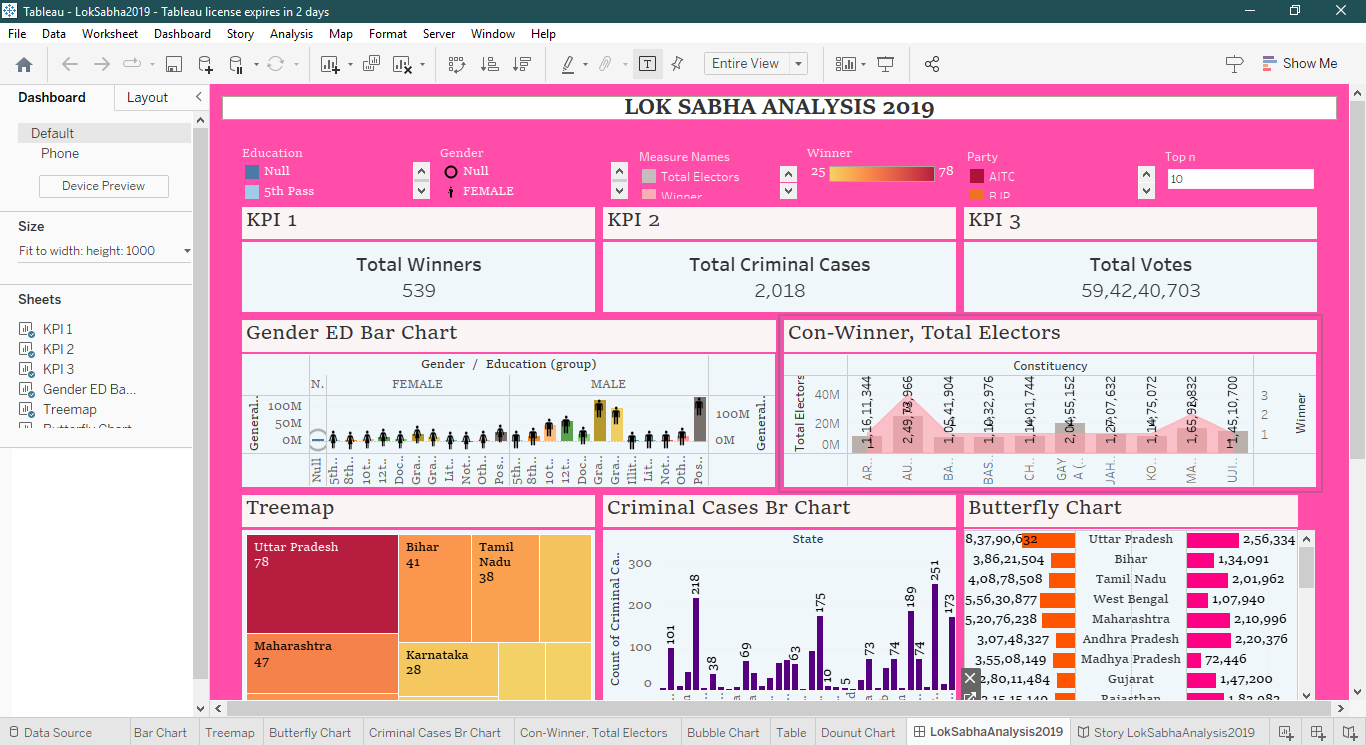 Tableau - LokSabha2019 - Tableau license expires in 2 days
File Data Worksheet Dashboard Story Analysis Map Format Server Window Help
Entire View
Show Me
Dashboard Layout
Default
Phone
Device Preview
Size
Fit to width: height: 1000
Sheets
KPI 1
KPI 2
KPI 3
Gender ED Ba...
Treemap
Butterfly Chart
LOK SABHA ANALYSIS 2019
Education
Null
5th Pass
Gender
Null
FEMALE
Measure Names
Total Electors
Winner
Winner
25 78
Party
AITC
BJP
Top n
10
KPI 1
Total Winners
539
KPI 2
Total Criminal Cases
2,018
KPI 3
Total Votes
59,42,40,703
Gender ED Bar Chart
Gender / Education (group)
N.. FEMALE MALE
General..
100M
50M
0M
100M
0M
General..
Null 5th.. 8th.. 10t.. 12t.. Doc.. Gra.. Gra.. Lit.. Not.. Oth.. Pos.. 5th.. 8th.. 10t.. 12t.. Doc.. Gra.. Gra.. Illit.. Lit.. Not.. Oth.. Pos..
Con-Winner, Total Electors
Constituency
Total Electors
40M
20M
0M
1,16,11,344 1,05,41,904 1,10,32,976 1,14,01,744 2,04,55,152 1,27,07,632 1,14,75,072 1,65,92,832 1,45,10,700
1 1
3
2
1
Winner
AR.. AU.. BA.. BAS.. CH.. GAY A (.. JAH.. KO.. MA.. UJI..
Treemap
Uttar Pradesh
78
Bihar
41
Tamil
Nadu
38
Maharashtra
47
Karnataka
28
Criminal Cases Br Chart
State
Count of Criminal Ca..
300
200
100
0
101 218 38 69 63 175 10 5 73 74 189 74 251 173
Butterfly Chart
8,37,90,632 Uttar Pradesh 2,56,334
3,86,21,504 Bihar 1,34,091
4,08,78,508 Tamil Nadu 2,01,962
5,56,30,877 West Bengal 1,07,940
5,20,76,238 Maharashtra 2,10,996
3,07,48,327 Andhra Pradesh 2,20,376
3,55,08,149 Madhya Pradesh 72,446
2,80,11,484 Gujarat 1,47,200
Rajasthan
Data Source Bar Chart Treemap Butterfly Chart Criminal Cases Br Chart Con-Winner, Total Electors Bubble Chart Table Dounut Chart LokSabhaAnalysis2019 Story LokSabhaAnalysis2019